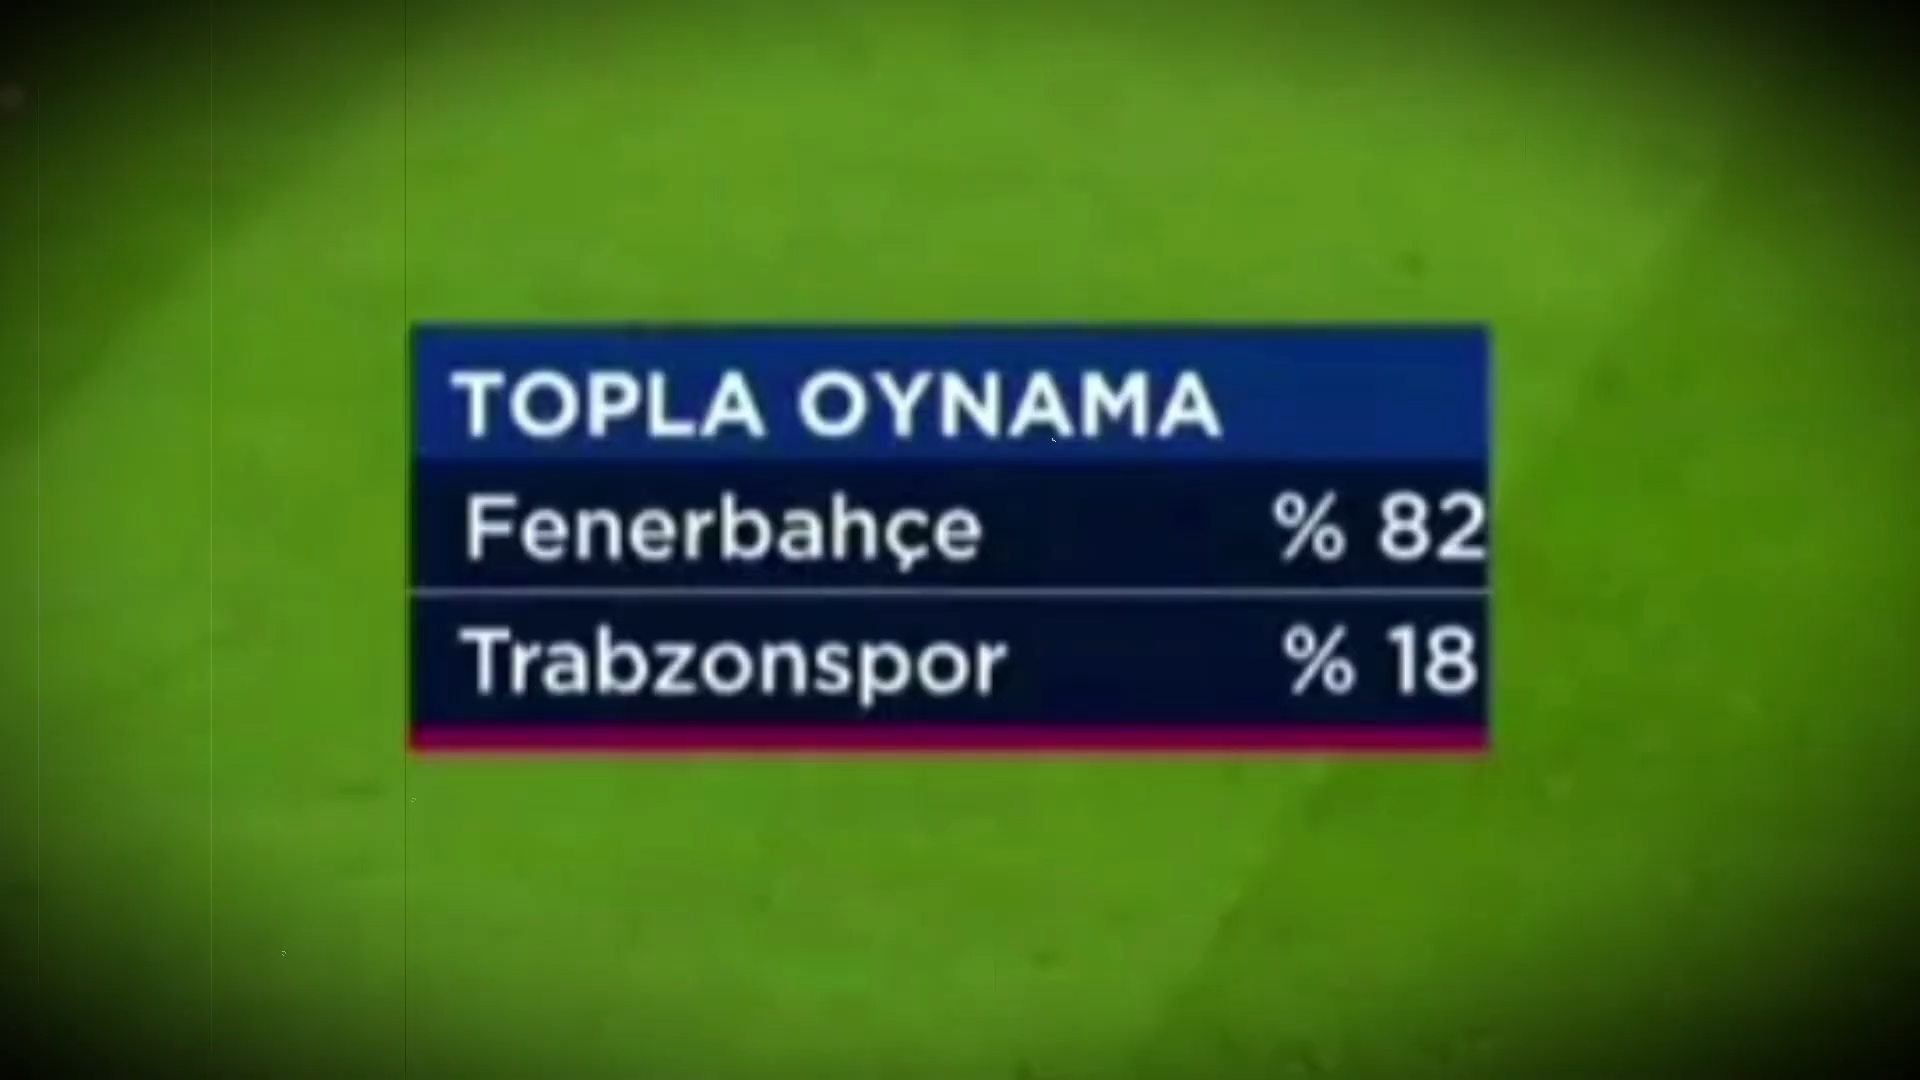 TOPLA OYNAMA
Fenerbahçe % 82
Trabzonspor % 18